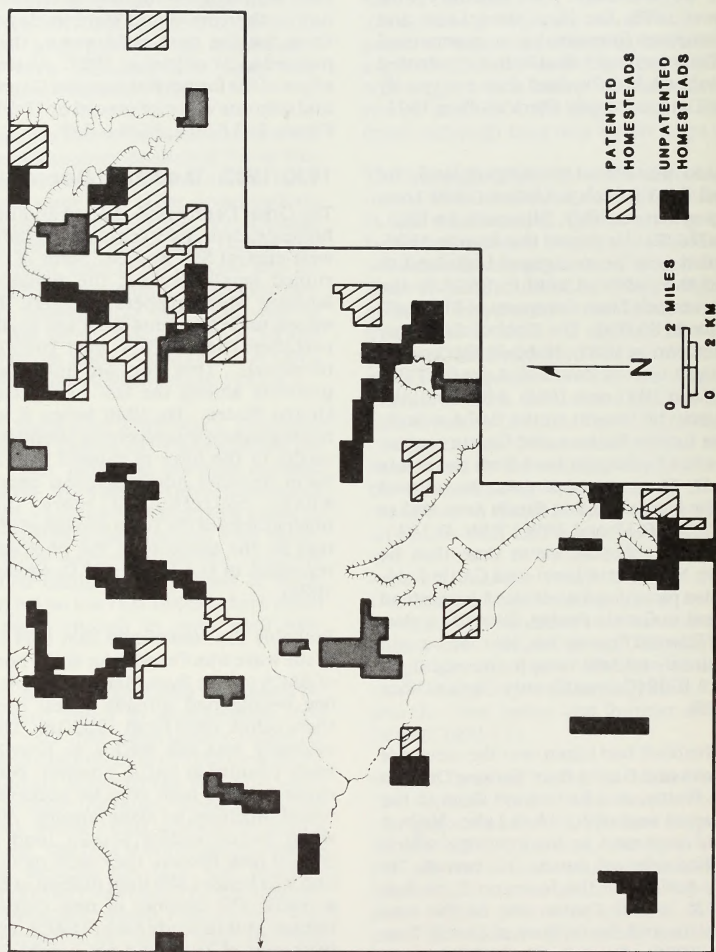 PATENTED
HOMESTEADS
UNPATENTED
HOMESTEADS
0 2 MILES
0 2 KM
N